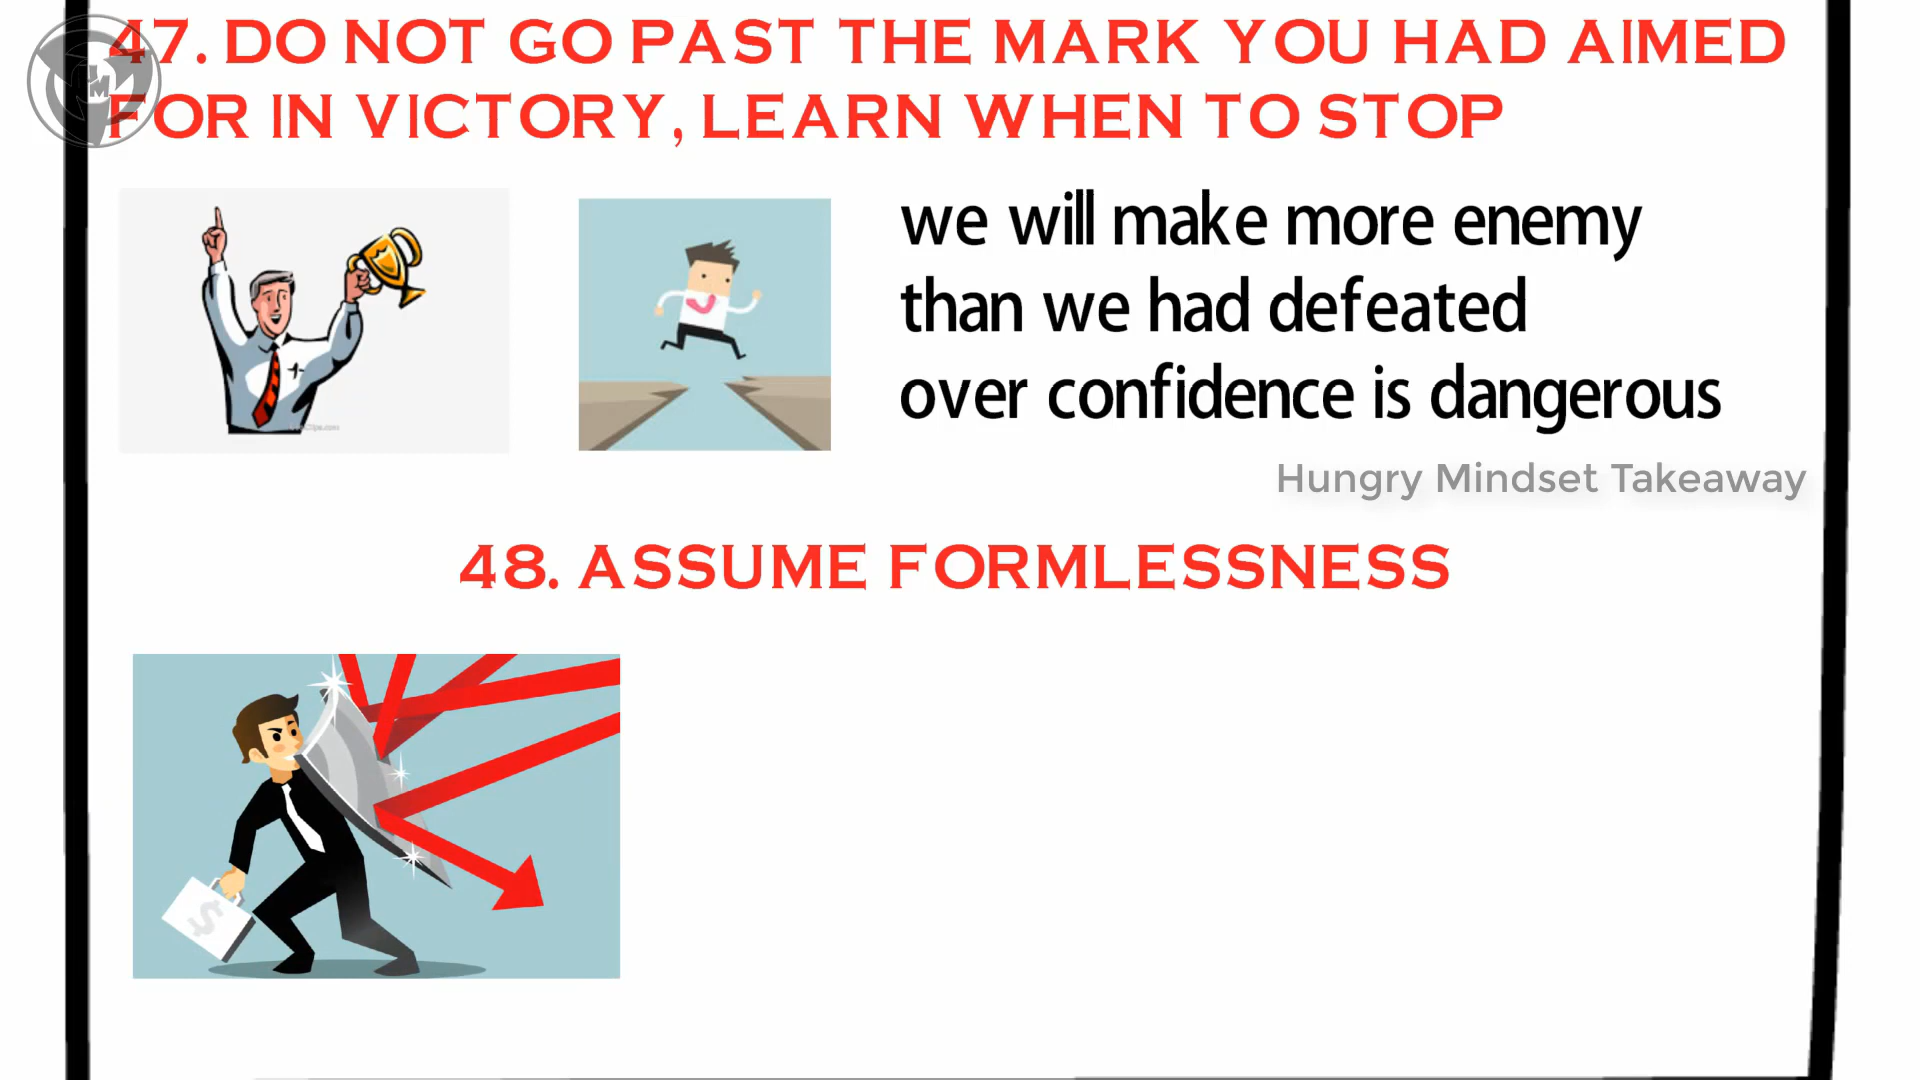 47. DO NOT GO PAST THE MARK YOU HAD AIMED
FOR IN VICTORY, LEARN WHEN TO STOP
we will make more enemy
than we had defeated
over confidence is dangerous
Hungry Mindset Takeaway
48. ASSUME FORMLESSNESS
$